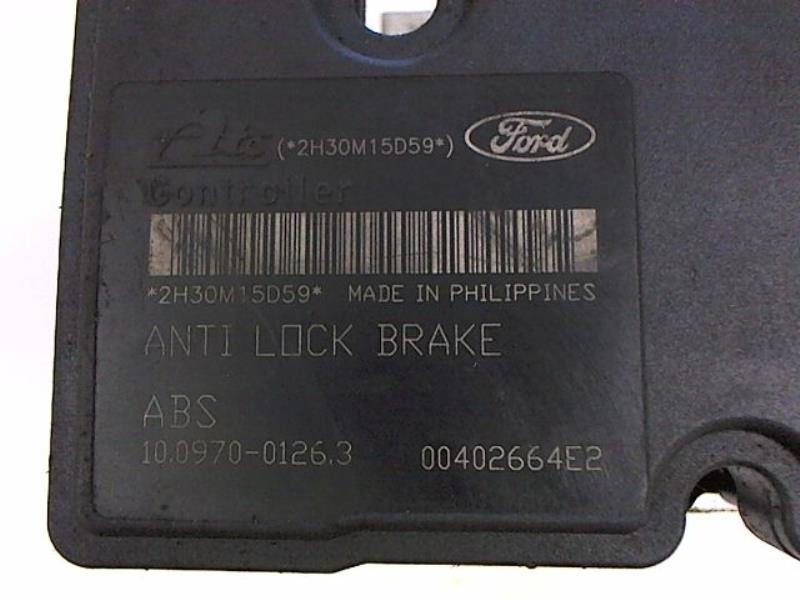 Ate (*2H30M15D59*) Ford
Controller
*2H30M15D59* MADE IN PHILIPPINES
ANTI LOCK BRAKE
ABS
10.0970-0126.3 00402664E2